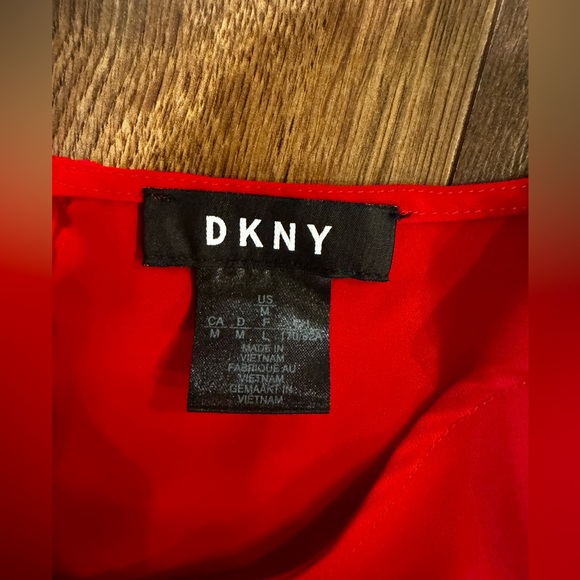 DKNY
US
M
CA D F
M M L 170/92A
MADE IN
VIETNAM
FABRIQUE AU
VIETNAM
GEMAAKT IN
VIETNAM